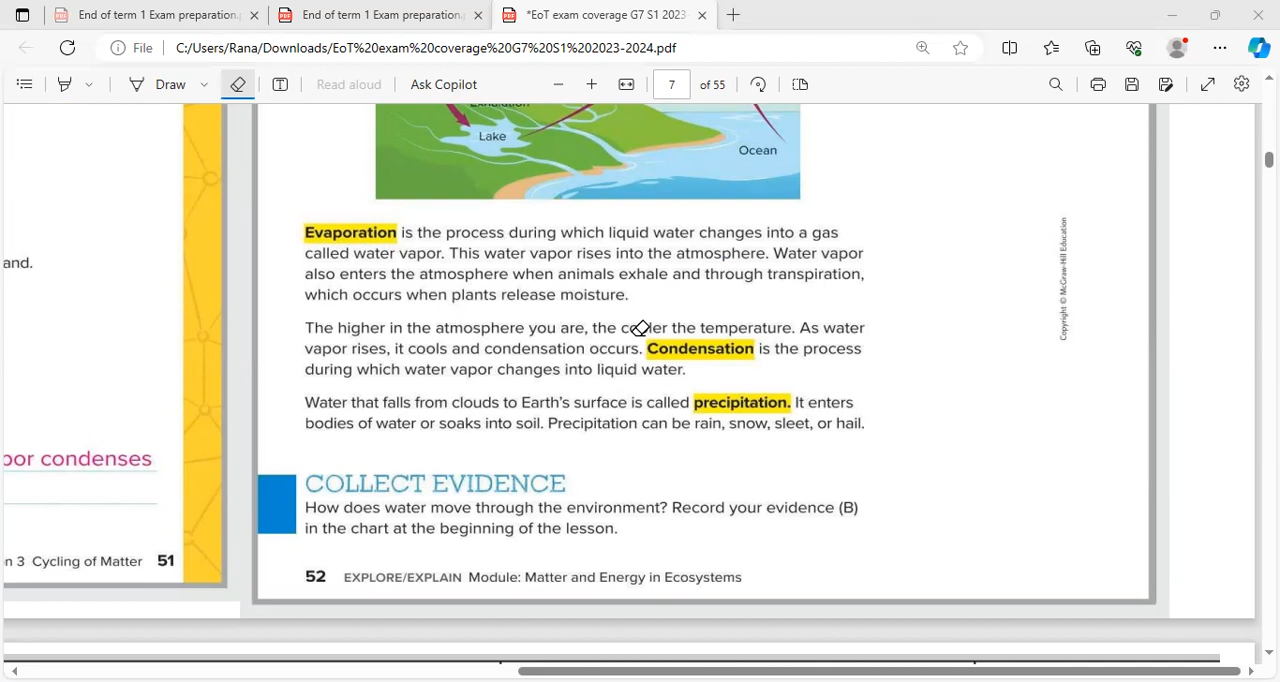 End of term 1 Exam preparation.
End of term 1 Exam preparation.
*EoT exam coverage G7 S1 2023-
File
C:/Users/Rana/Downloads/EoT%20exam%20coverage%20G7%20S1%202023-2024.pdf
Draw
Read aloud
Ask Copilot
7
of 55
Lake
Ocean
and.
por condenses
n 3 Cycling of Matter 51
Evaporation is the process during which liquid water changes into a gas
called water vapor. This water vapor rises into the atmosphere. Water vapor
also enters the atmosphere when animals exhale and through transpiration,
which occurs when plants release moisture.
The higher in the atmosphere you are, the cooler the temperature. As water
vapor rises, it cools and condensation occurs. Condensation is the process
during which water vapor changes into liquid water.
Water that falls from clouds to Earth's surface is called precipitation. It enters
bodies of water or soaks into soil. Precipitation can be rain, snow, sleet, or hail.
COLLECT EVIDENCE
How does water move through the environment? Record your evidence (B)
in the chart at the beginning of the lesson.
52 EXPLORE/EXPLAIN Module: Matter and Energy in Ecosystems
Copyright © McGraw-Hill Education